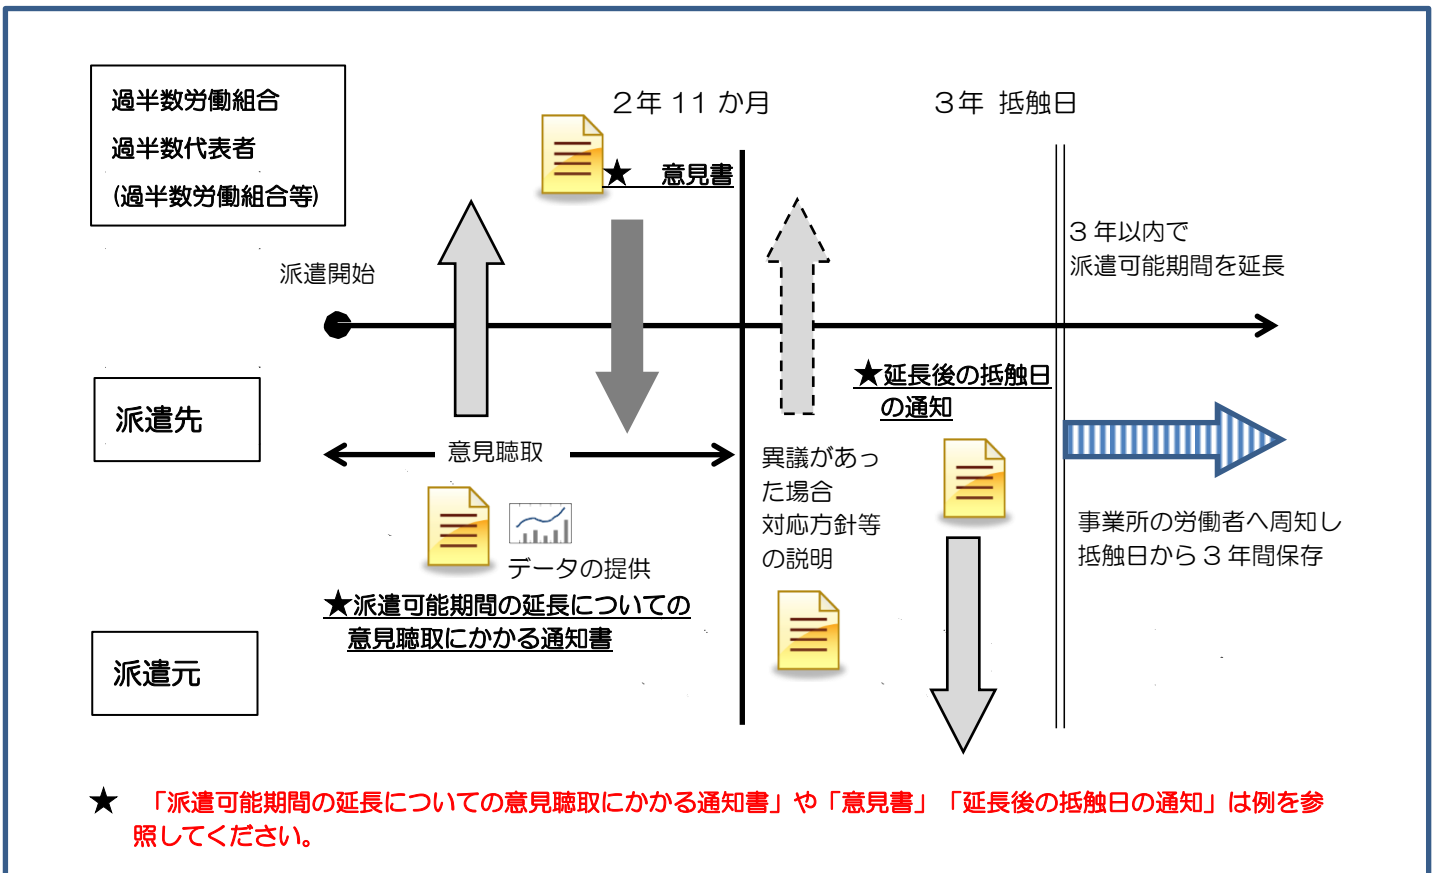 過半数労働組合
過半数代表者
(過半数労働組合等)
2年 11 か月
3年 抵触日
★ 意見書
派遣開始
3 年以内で
派遣可能期間を延長
★延長後の抵触日
の通知
派遣先
意見聴取
異議があっ
た場合
対応方針等
の説明
事業所の労働者へ周知し
抵触日から 3 年間保存
データの提供
★派遣可能期間の延長についての
意見聴取にかかる通知書
派遣元
★ 「派遣可能期間の延長についての意見聴取にかかる通知書」や「意見書」「延長後の抵触日の通知」は例を参
照してください。